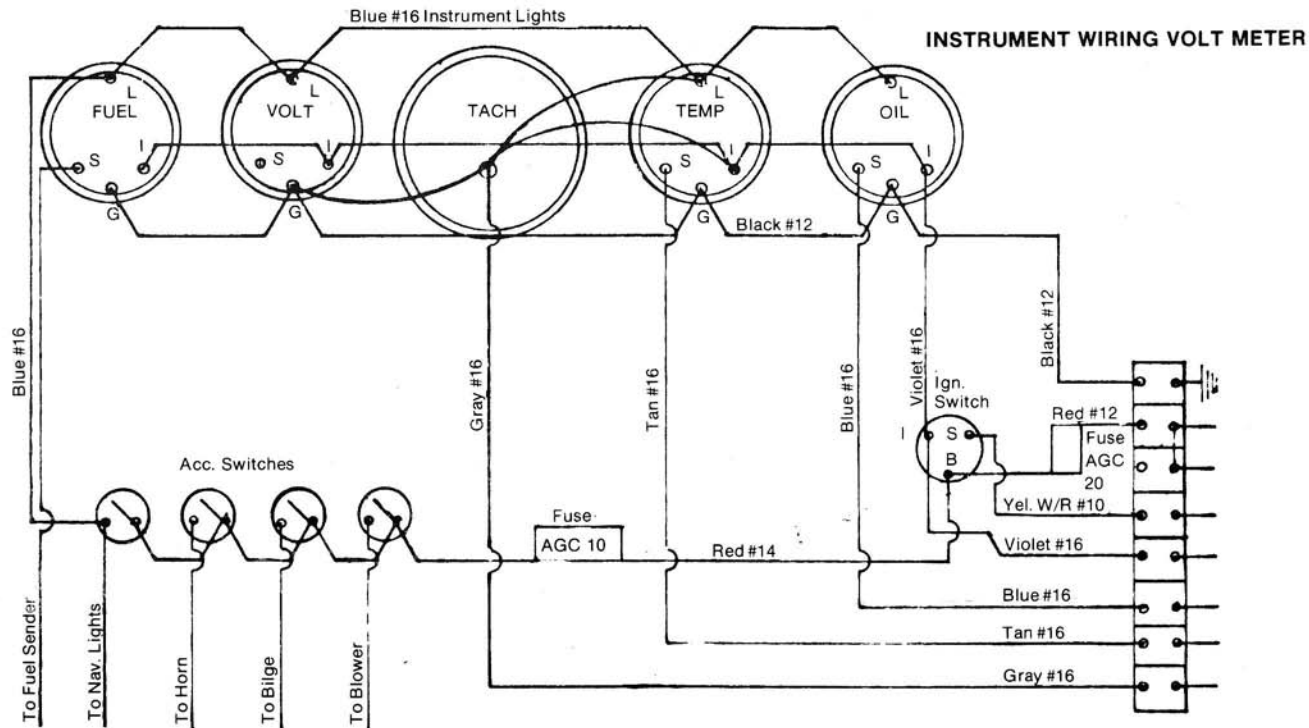 INSTRUMENT WIRING VOLT METER
Blue #16 Instrument Lights
L
FUEL
S
I
G
L
VOLT
S
I
G
TACH
L
TEMP
S
I
G
L
OIL
S
I
G
Black #12
Blue #16
Gray #16
Tan #16
Blue #16
Violet #16
Black #12
Ign.
Switch
I
S
B
Red #12
Fuse
AGC
20
Acc. Switches
Fuse
AGC 10
Red #14
Yel. W/R #10
Violet #16
Blue #16
Tan #16
Gray #16
To Fuel Sender
To Nav. Lights
To Horn
To Bilge
To Blower